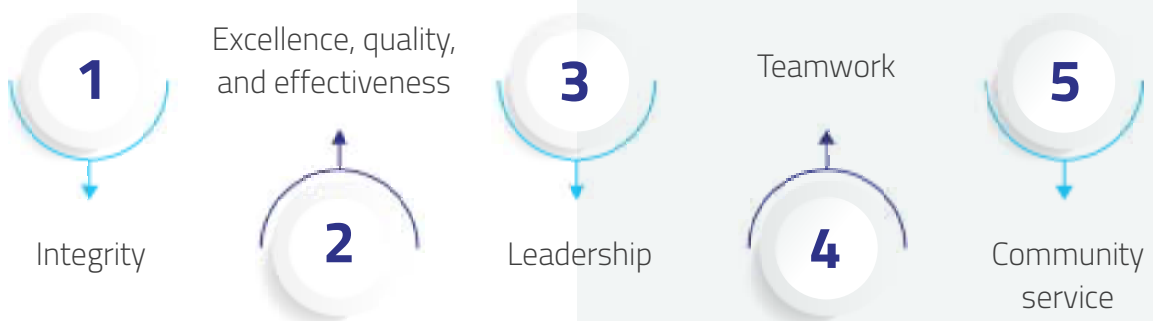 1
Integrity
Excellence, quality,
and effectiveness
2
3
Leadership
Teamwork
4
5
Community
service